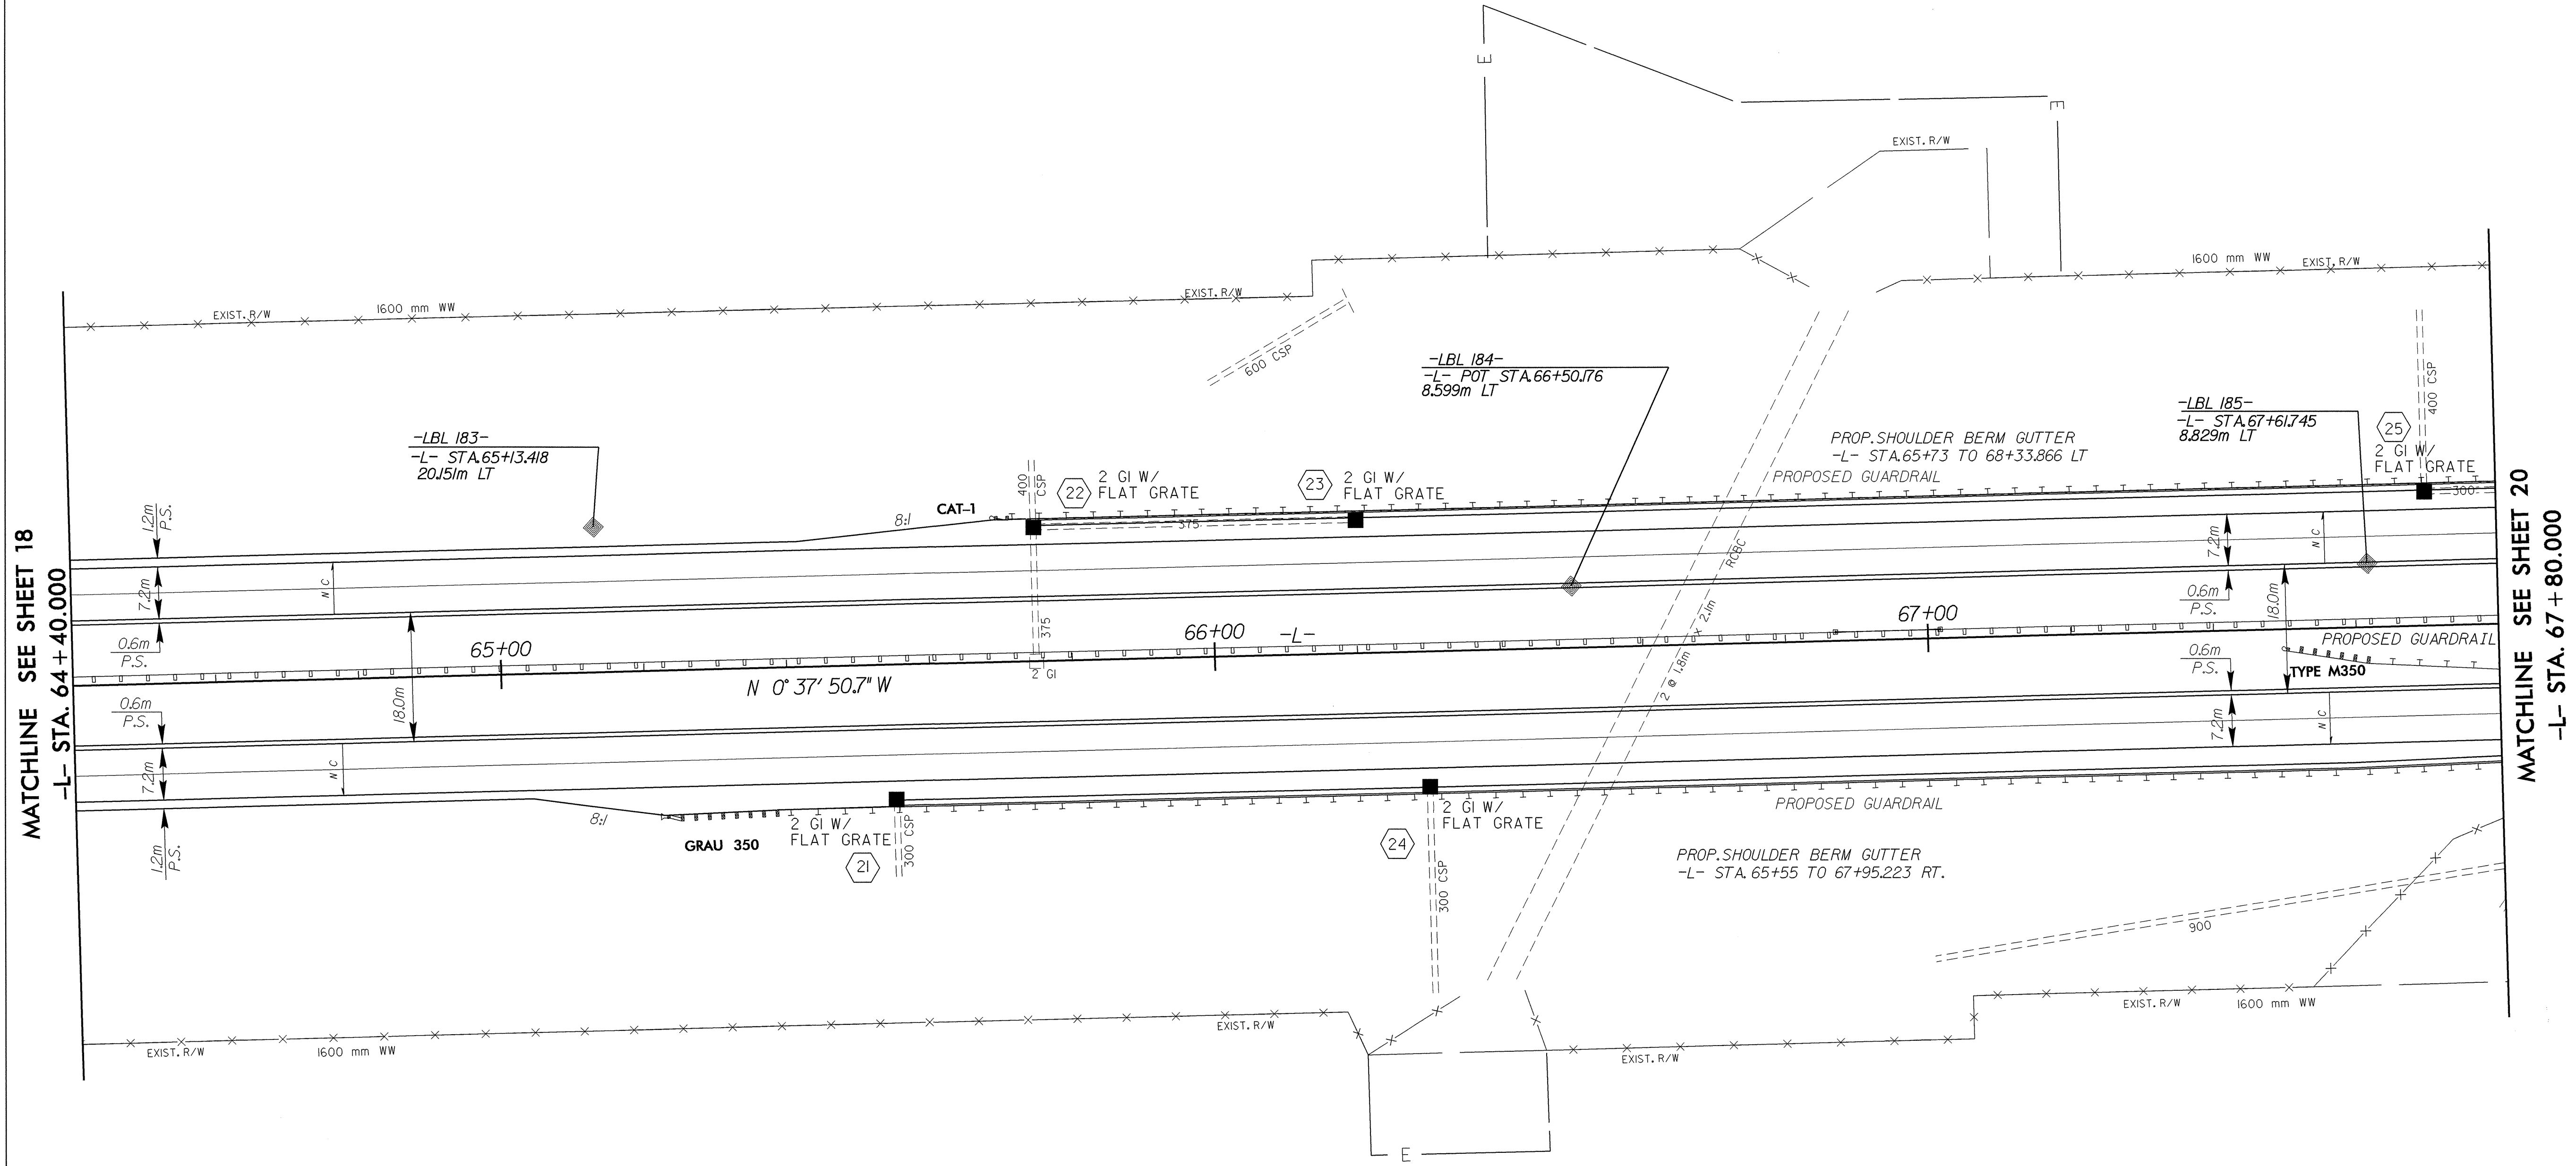 E
E
EXIST. R/W
1600 mm WW
EXIST. R/W
EXIST. R/W
1600 mm WW
EXIST. R/W
600 CSP
-LBL 184-
-L- POT STA.66+50.176
8.599m LT
400 CSP
-LBL 183-
-L- STA.65+13.418
20.151m LT
PROP.SHOULDER BERM GUTTER
-L- STA.65+73 TO 68+33.866 LT
PROPOSED GUARDRAIL
-LBL 185-
-L- STA.67+61.745
8.829m LT
25
2 GI W/
FLAT GRATE
300
400
CSP
22
2 GI W/
FLAT GRATE
23
2 GI W/
FLAT GRATE
CAT-1
8:1
375
1.2m
P.S.
7.2m
N C
0.6m
P.S.
MATCHLINE SEE SHEET 18
-L- STA. 64+40.000
RCBC
7.2m
N C
0.6m
P.S.
18.0m
MATCHLINE SEE SHEET 20
-L- STA. 67+80.000
65+00
66+00
-L-
67+00
375
2 GI
N 0° 37' 50.7" W
2 @ 1.8m x 2.1m
PROPOSED GUARDRAIL
TYPE M350
0.6m
P.S.
7.2m
N C
0.6m
P.S.
18.0m
7.2m
N C
1.2m
P.S.
8:1
GRAU 350
2 GI W/
FLAT GRATE
21
300 CSP
2 GI W/
FLAT GRATE
24
300 CSP
PROPOSED GUARDRAIL
PROP.SHOULDER BERM GUTTER
-L- STA.65+55 TO 67+95.223 RT.
900
EXIST. R/W
1600 mm WW
EXIST. R/W
EXIST. R/W
EXIST. R/W
1600 mm WW
E